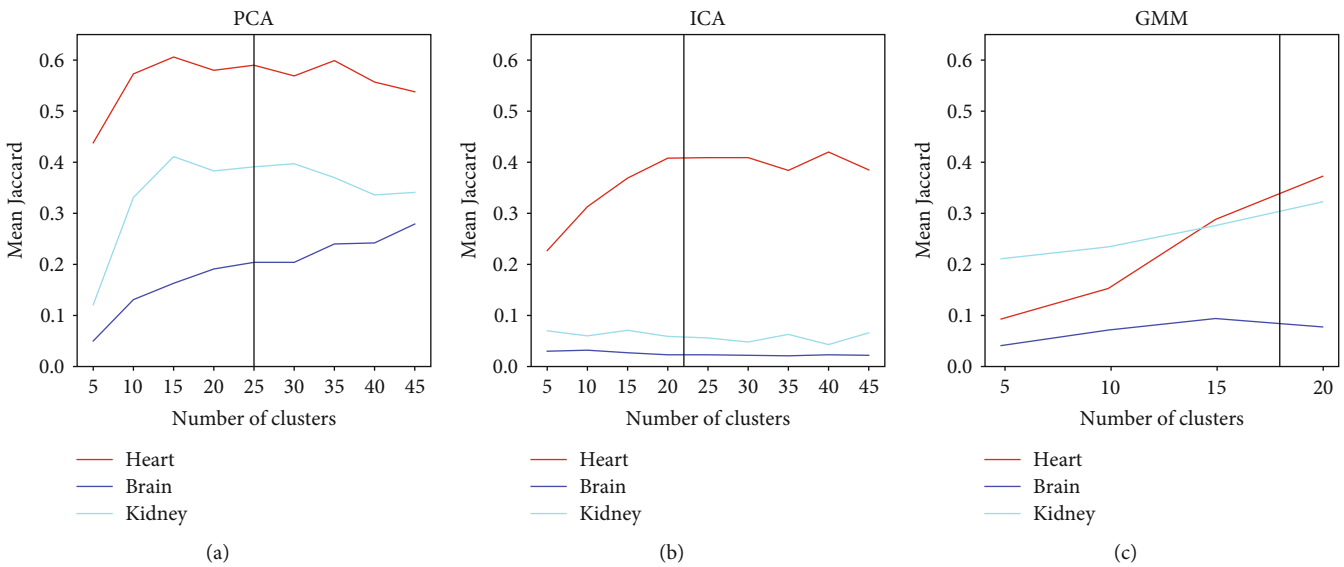 PCA
Mean Jaccard
0.6
0.5
0.4
0.3
0.2
0.1
0.0
5 10 15 20 25 30 35 40 45
Number of clusters
Heart
Brain
Kidney
(a)
ICA
Mean Jaccard
0.6
0.5
0.4
0.3
0.2
0.1
0.0
5 10 15 20 25 30 35 40 45
Number of clusters
Heart
Brain
Kidney
(b)
GMM
Mean Jaccard
0.6
0.5
0.4
0.3
0.2
0.1
0.0
5 10 15 20
Number of clusters
Heart
Brain
Kidney
(c)